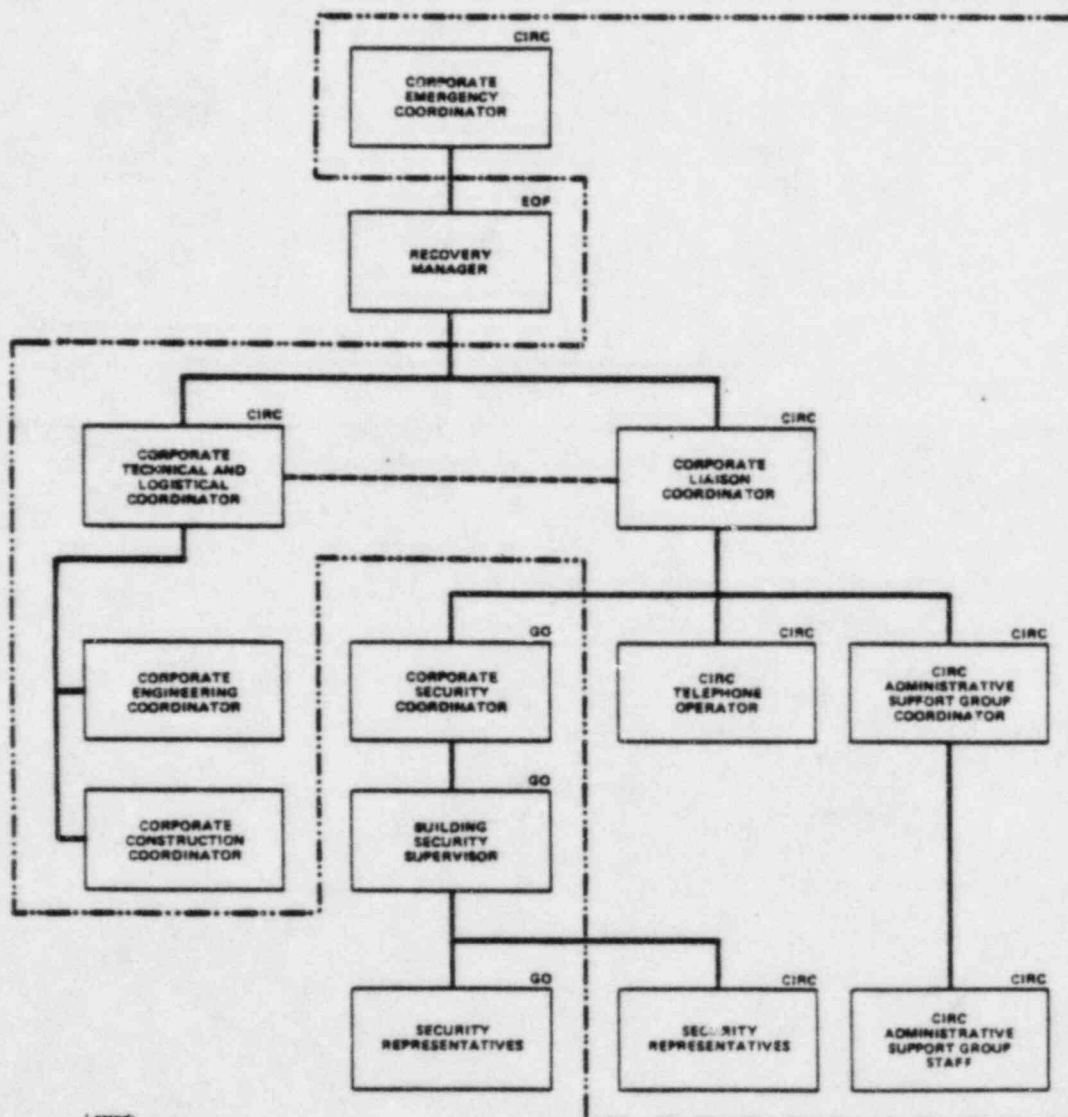 CIRC
CORPORATE
EMERGENCY
COORDINATOR
EOF
RECOVERY
MANAGER
CIRC
CORPORATE
TECHNICAL AND
LOGISTICAL
COORDINATOR
CIRC
CORPORATE
LIAISON
COORDINATOR
CORPORATE
ENGINEERING
COORDINATOR
GO
CORPORATE
SECURITY
COORDINATOR
CIRC
CIRC
TELEPHONE
OPERATOR
CIRC
CIRC
ADMINISTRATIVE
SUPPORT GROUP
COORDINATOR
CORPORATE
CONSTRUCTION
COORDINATOR
GO
BUILDING
SECURITY
SUPERVISOR
GO
SECURITY
REPRESENTATIVES
CIRC
SECURITY
REPRESENTATIVES
CIRC
CIRC
ADMINISTRATIVE
SUPPORT GROUP
STAFF